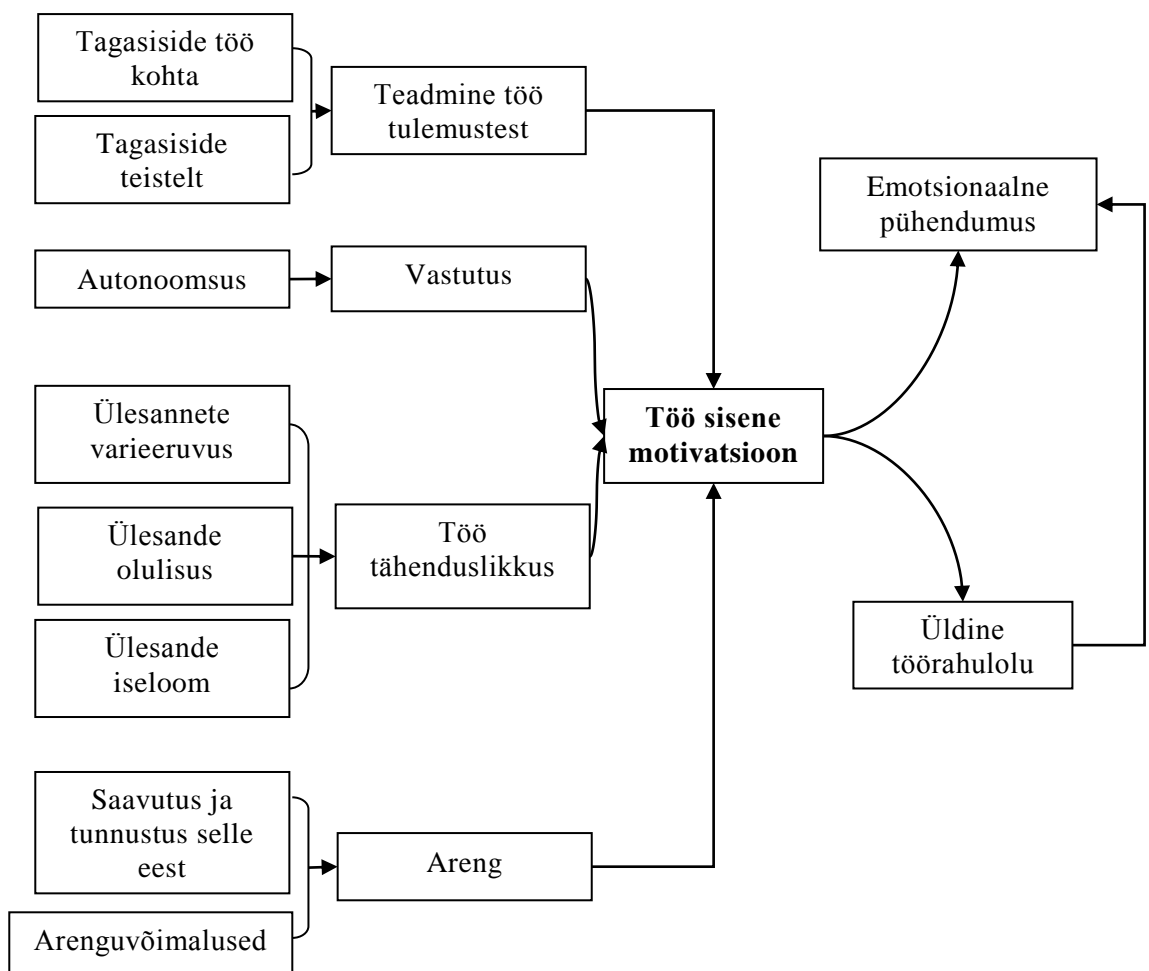 Tagasiside töö
kohta
Tagasiside
teistelt
Teadmine töö
tulemustest
Emotsionaalne
pühendumus
Autonoomsus
Vastutus
Ülesannete
varieeruvus
Töö sisene
motivatsioon
Ülesande
olulisus
Töö
tähenduslikkus
Ülesande
iseloom
Üldine
töörahulolu
Saavutus ja
tunnustus selle
eest
Areng
Arenguvõimalused